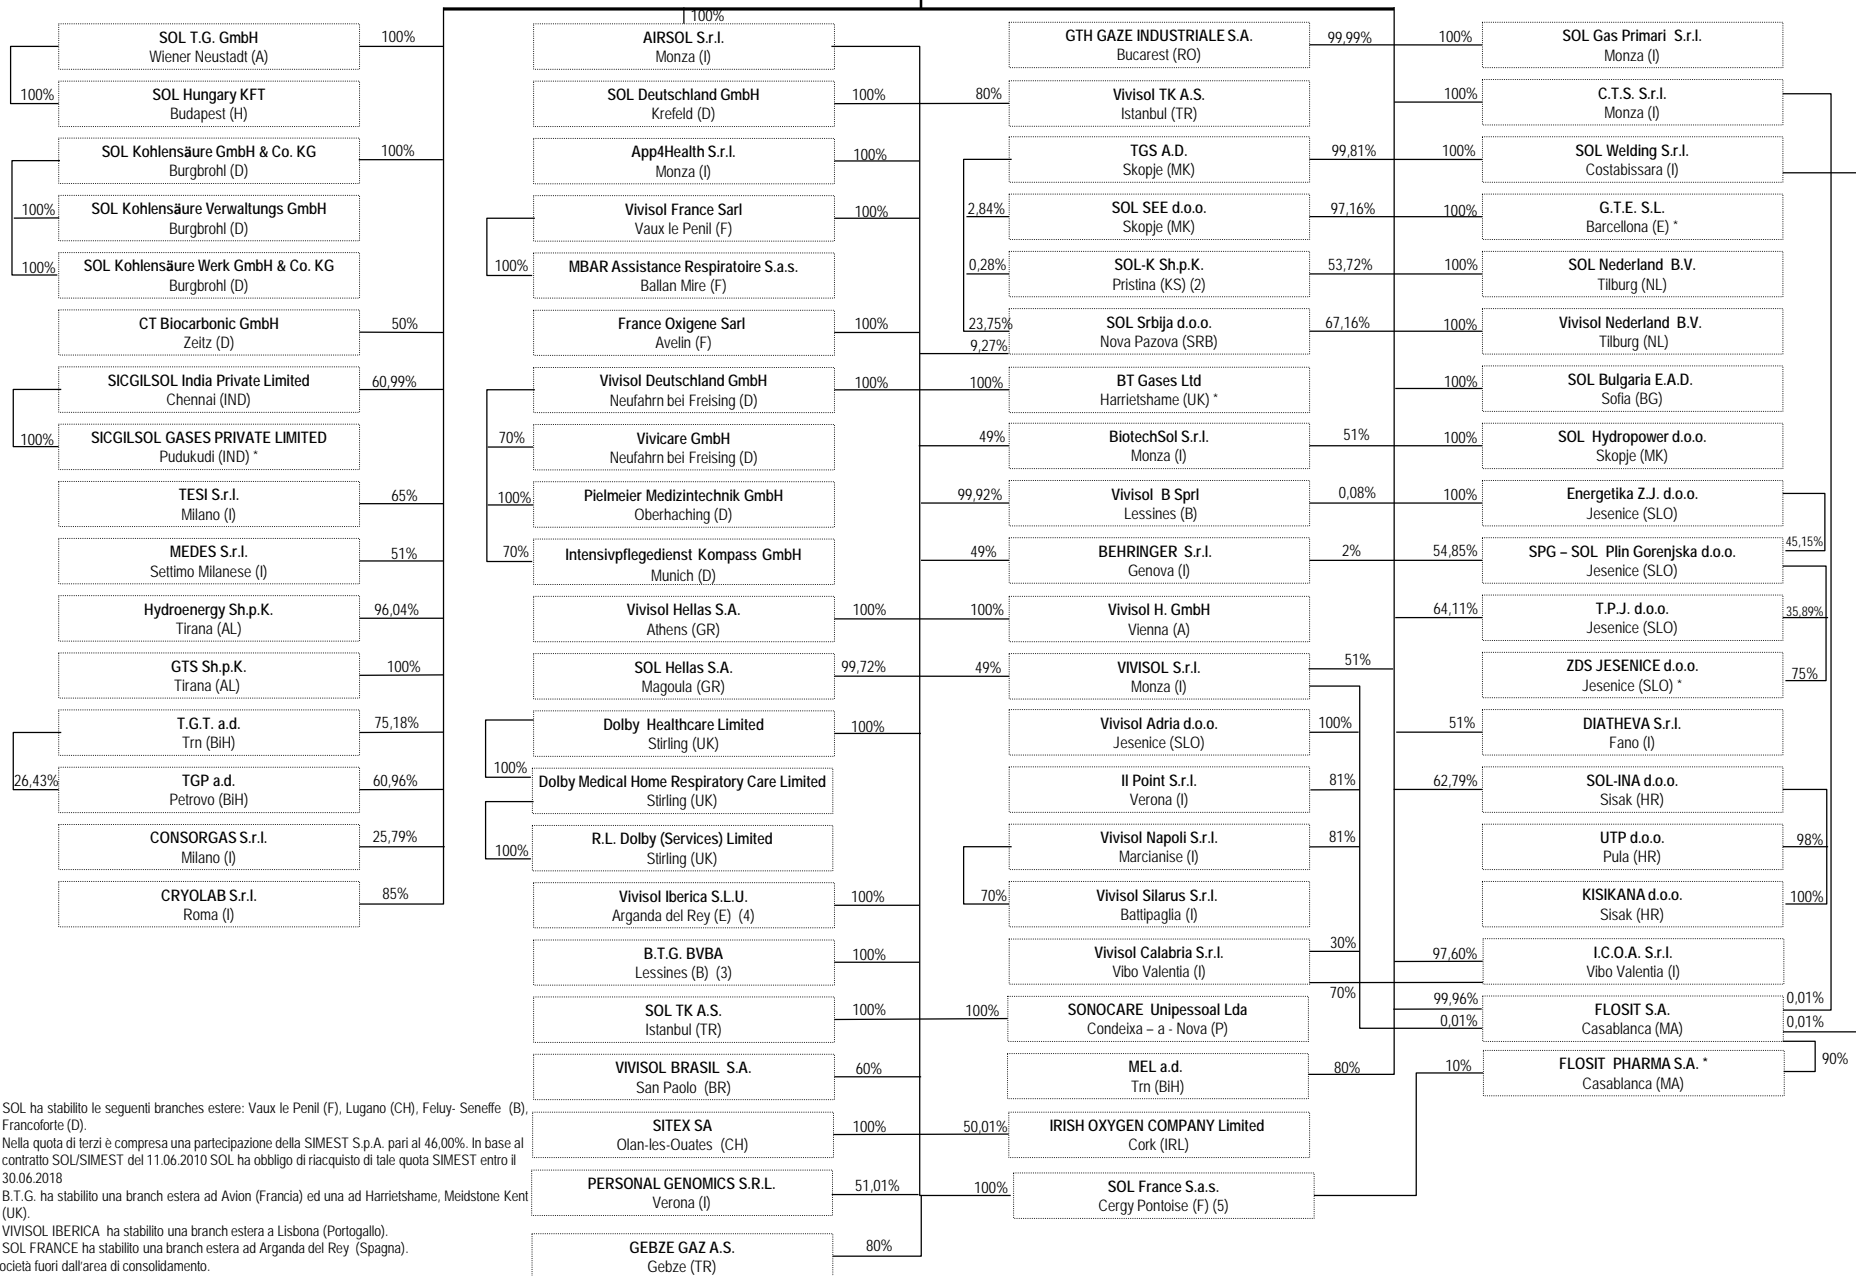 100%
SOL T.G. GmbH
Wiener Neustadt (A)
100%
100%
SOL Hungary KFT
Budapest (H)
SOL Kohlensäure GmbH & Co. KG
Burgbrohl (D)
100%
100%
SOL Kohlensäure Verwaltungs GmbH
Burgbrohl (D)
100%
SOL Kohlensäure Werk GmbH & Co. KG
Burgbrohl (D)
CT Biocarbonic GmbH
Zeitz (D)
50%
SICGILSOL India Private Limited
Chennai (IND)
60,99%
100%
SICGILSOL GASES PRIVATE LIMITED
Pudukudi (IND) *
TESI S.r.l.
Milano (I)
65%
MEDES S.r.l.
Settimo Milanese (I)
51%
Hydroenergy Sh.p.K.
Tirana (AL)
96,04%
GTS Sh.p.K.
Tirana (AL)
100%
T.G.T. a.d.
Trn (BiH)
75,18%
26,43%
TGP a.d.
Petrovo (BiH)
60,96%
CONSORGAS S.r.l.
Milano (I)
25,79%
CRYOLAB S.r.l.
Roma (I)
85%
AIRSOL S.r.l.
Monza (I)
SOL Deutschland GmbH
Krefeld (D)
100%
App4Health S.r.l.
Monza (I)
100%
Vivisol France Sarl
Vaux le Penil (F)
100%
100%
MBAR Assistance Respiratoire S.a.s.
Ballan Mire (F)
France Oxigene Sarl
Avelin (F)
100%
Vivisol Deutschland GmbH
Neufahrn bei Freising (D)
100%
70%
Vivicare GmbH
Neufahrn bei Freising (D)
100%
Pielmeier Medizintechnik GmbH
Oberhaching (D)
70%
Intensivpflegedienst Kompass GmbH
Munich (D)
Vivisol Hellas S.A.
Athens (GR)
100%
SOL Hellas S.A.
Magoula (GR)
99,72%
Dolby Healthcare Limited
Stirling (UK)
100%
100%
Dolby Medical Home Respiratory Care Limited
Stirling (UK)
100%
R.L. Dolby (Services) Limited
Stirling (UK)
Vivisol Iberica S.L.U.
Arganda del Rey (E) (4)
100%
B.T.G. BVBA
Lessines (B) (3)
100%
SOL TK A.S.
Istanbul (TR)
100%
VIVISOL BRASIL S.A.
San Paolo (BR)
60%
SITEX SA
Olan-les-Ouates (CH)
100%
PERSONAL GENOMICS S.R.L.
Verona (I)
51,01%
GEBZE GAZ A.S.
Gebze (TR)
80%
GTH GAZE INDUSTRIALE S.A.
Bucarest (RO)
99,99%
80%
Vivisol TK A.S.
Istanbul (TR)
TGS A.D.
Skopje (MK)
99,81%
2,84%
SOL SEE d.o.o.
Skopje (MK)
97,16%
0,28%
SOL-K Sh.p.K.
Pristina (KS) (2)
53,72%
23,75%
9,27%
SOL Srbija d.o.o.
Nova Pazova (SRB)
67,16%
100%
BT Gases Ltd
Harrietshame (UK) *
49%
BiotechSol S.r.l.
Monza (I)
51%
99,92%
Vivisol B Sprl
Lessines (B)
0,08%
49%
BEHRINGER S.r.l.
Genova (I)
2%
100%
Vivisol H. GmbH
Vienna (A)
49%
VIVISOL S.r.l.
Monza (I)
51%
Vivisol Adria d.o.o.
Jesenice (SLO)
100%
Il Point S.r.l.
Verona (I)
81%
Vivisol Napoli S.r.l.
Marcianise (I)
81%
70%
Vivisol Silarus S.r.l.
Battipaglia (I)
Vivisol Calabria S.r.l.
Vibo Valentia (I)
30%
70%
100%
SONOCARE Unipessoal Lda
Condeixa – a - Nova (P)
MEL a.d.
Trn (BiH)
80%
50,01%
IRISH OXYGEN COMPANY Limited
Cork (IRL)
100%
SOL France S.a.s.
Cergy Pontoise (F) (5)
100%
SOL Gas Primari S.r.l.
Monza (I)
100%
C.T.S. S.r.l.
Monza (I)
100%
SOL Welding S.r.l.
Costabissara (I)
100%
G.T.E. S.L.
Barcellona (E) *
100%
SOL Nederland B.V.
Tilburg (NL)
100%
Vivisol Nederland B.V.
Tilburg (NL)
100%
SOL Bulgaria E.A.D.
Sofia (BG)
100%
SOL Hydropower d.o.o.
Skopje (MK)
100%
Energetika Z.J. d.o.o.
Jesenice (SLO)
54,85%
SPG – SOL Plin Gorenjska d.o.o.
Jesenice (SLO)
45,15%
64,11%
T.P.J. d.o.o.
Jesenice (SLO)
35,89%
ZDS JESENICE d.o.o.
Jesenice (SLO) *
75%
51%
DIATHEVA S.r.l.
Fano (I)
62,79%
SOL-INA d.o.o.
Sisak (HR)
UTP d.o.o.
Pula (HR)
98%
KISIKANA d.o.o.
Sisak (HR)
100%
97,60%
I.C.O.A. S.r.l.
Vibo Valentia (I)
99,96%
0,01%
FLOSIT S.A.
Casablanca (MA)
0,01%
0,01%
10%
FLOSIT PHARMA S.A. *
Casablanca (MA)
90%
SOL ha stabilito le seguenti branches estere: Vaux le Penil (F), Lugano (CH), Feluy- Seneffe (B),
Francoforte (D).
Nella quota di terzi è compresa una partecipazione della SIMEST S.p.A. pari al 46,00%. In base al
contratto SOL/SIMEST del 11.06.2010 SOL ha obbligo di riacquisto di tale quota SIMEST entro il
30.06.2018
B.T.G. ha stabilito una branch estera ad Avion (Francia) ed una ad Harrietshame, Meidstone Kent
(UK).
VIVISOL IBERICA ha stabilito una branch estera a Lisbona (Portogallo).
SOL FRANCE ha stabilito una branch estera ad Arganda del Rey (Spagna).
ocietà fuori dall'area di consolidamento.